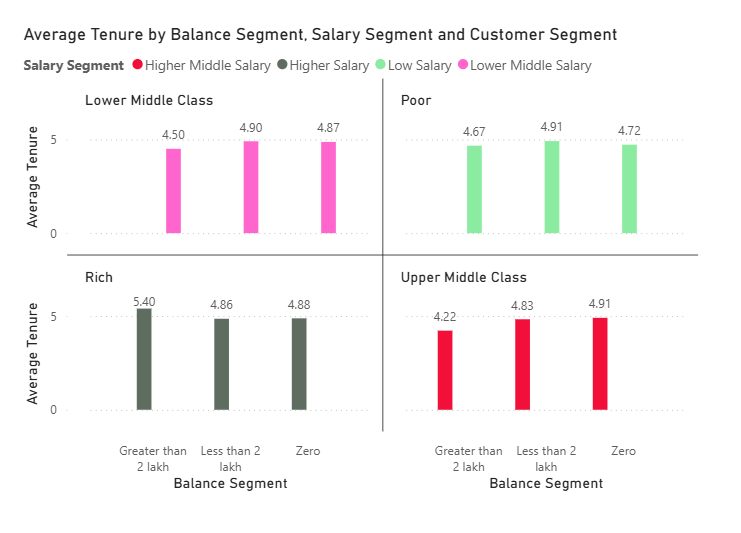 Average Tenure by Balance Segment, Salary Segment and Customer Segment
Salary Segment Higher Middle Salary Higher Salary Low Salary Lower Middle Salary
Lower Middle Class
Average Tenure
5
0
4.50
4.90
4.87
Poor
4.67
4.91
4.72
Rich
Average Tenure
5
0
5.40
4.86
4.88
Upper Middle Class
4.22
4.83
4.91
Greater than
2 lakh
Less than 2
lakh
Zero
Balance Segment
Greater than
2 lakh
Less than 2
lakh
Zero
Balance Segment